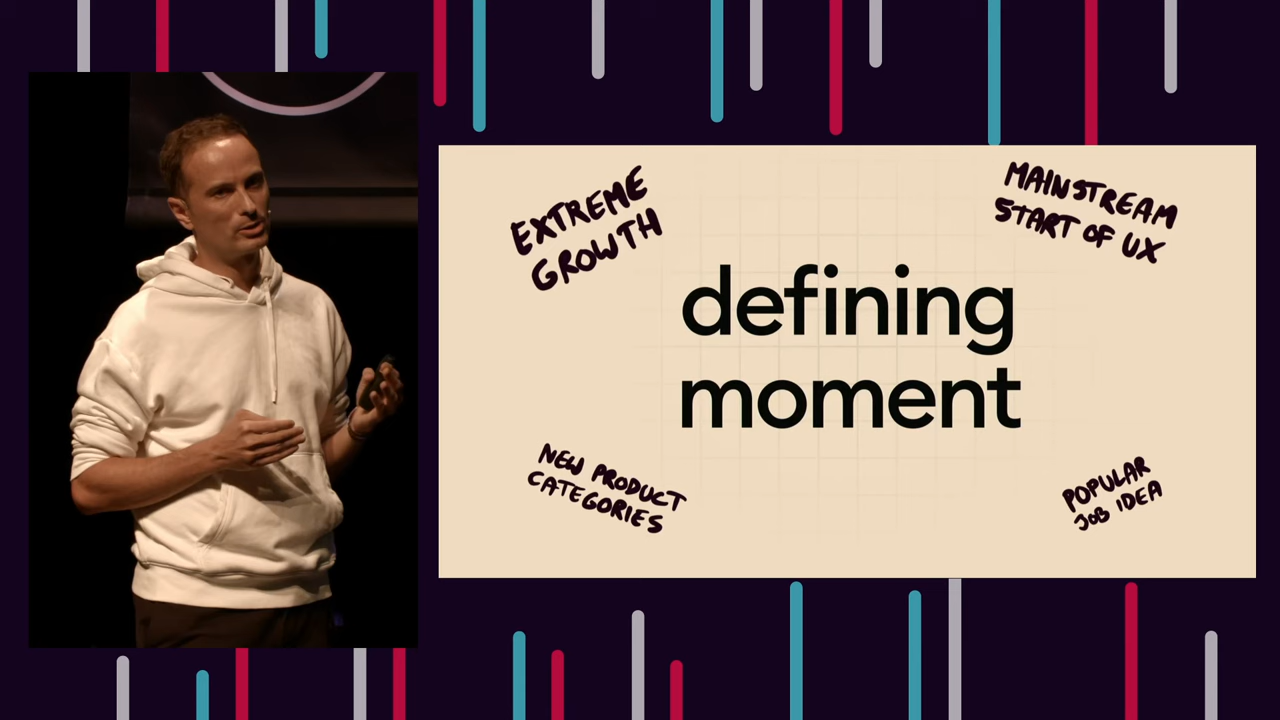 EXTREME
GROWTH
MAINSTREAM
START OF UX
defining
moment
NEW PRODUCT
CATEGORIES
POPULAR
JOB IDEA